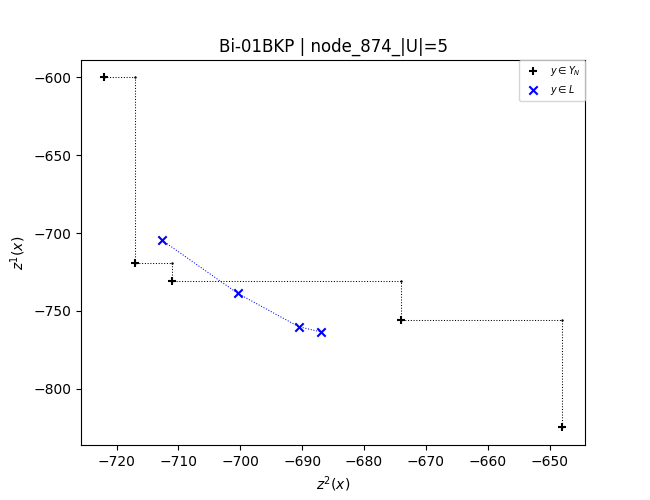 Bi-01BKP | node_874_|U|=5
y ∈ Y_N
y ∈ L
−600
−650
−700
−750
−800
z^1(x)
−720 −710 −700 −690 −680 −670 −660 −650
z^2(x)